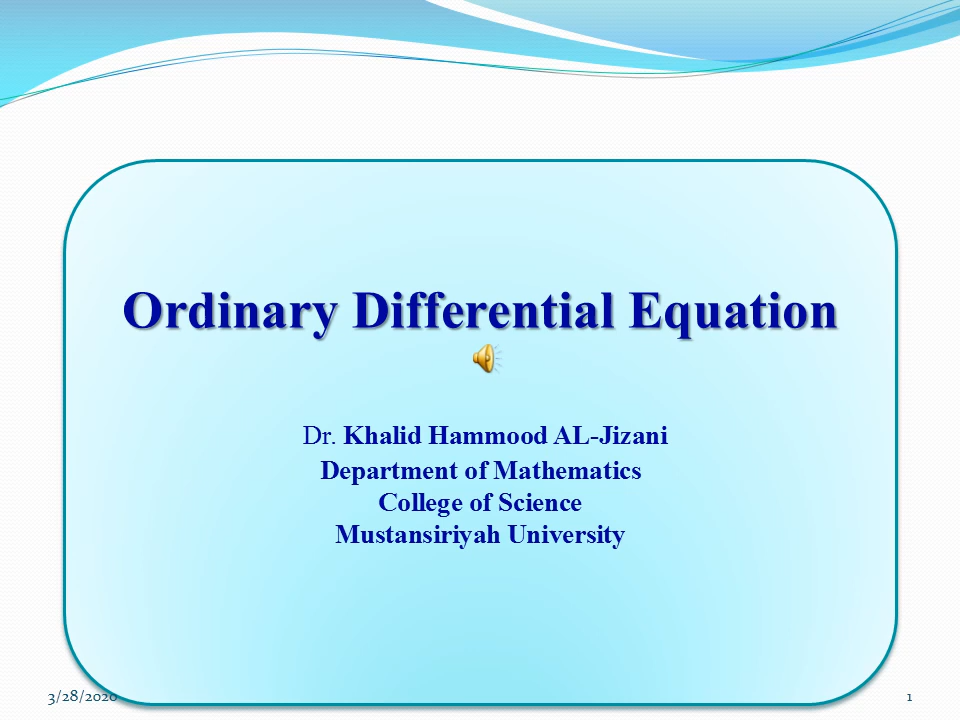 Ordinary Differential Equation
Dr. Khalid Hammood AL-Jizani
Department of Mathematics
College of Science
Mustansiriyah University
3/28/2020
1